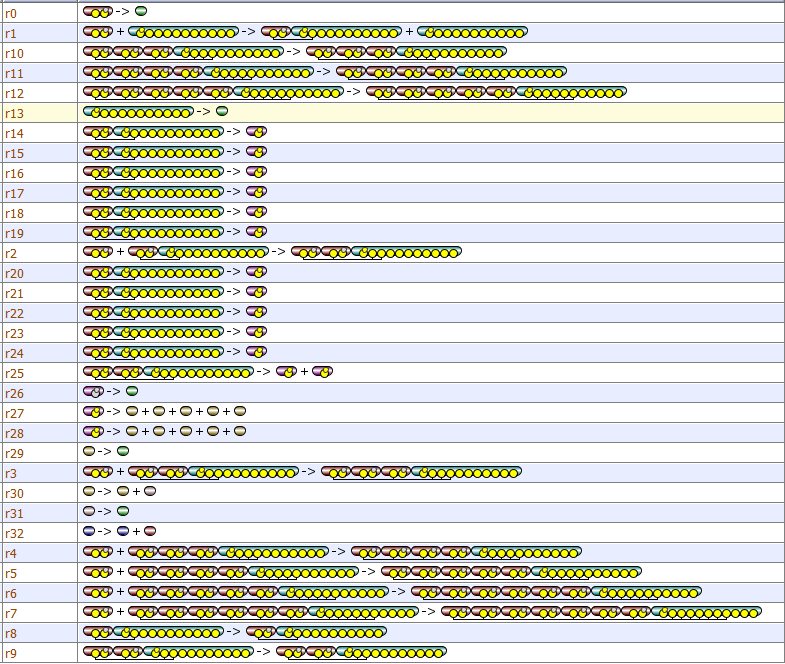 r0 ->
r1 + -> +
r10 ->
r11 ->
r12 ->
r13 ->
r14 ->
r15 ->
r16 ->
r17 ->
r18 ->
r19 ->
r2 + ->
r20 ->
r21 ->
r22 ->
r23 ->
r24 ->
r25 -> +
r26 ->
r27 -> + + + +
r28 -> + + + +
r29 ->
r3 + ->
r30 -> +
r31 ->
r32 -> +
r4 + ->
r5 + ->
r6 + ->
r7 + ->
r8 ->
r9 ->